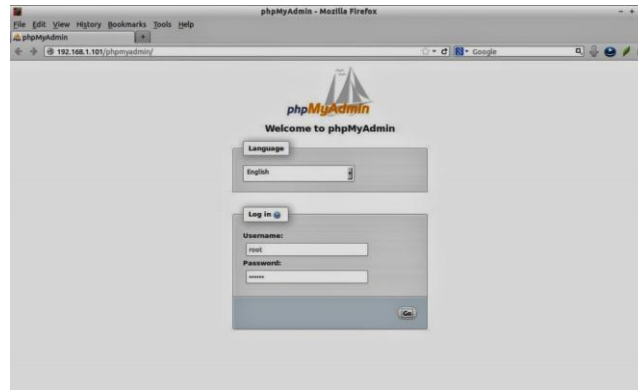 phpMyAdmin - Mozilla Firefox
File Edit View History Bookmarks Tools Help
phpMyAdmin
192.168.1.101/phpmyadmin/
Google
phpMyAdmin
Welcome to phpMyAdmin
Language
English
Log in
Username:
root
Password:
••••••
Go